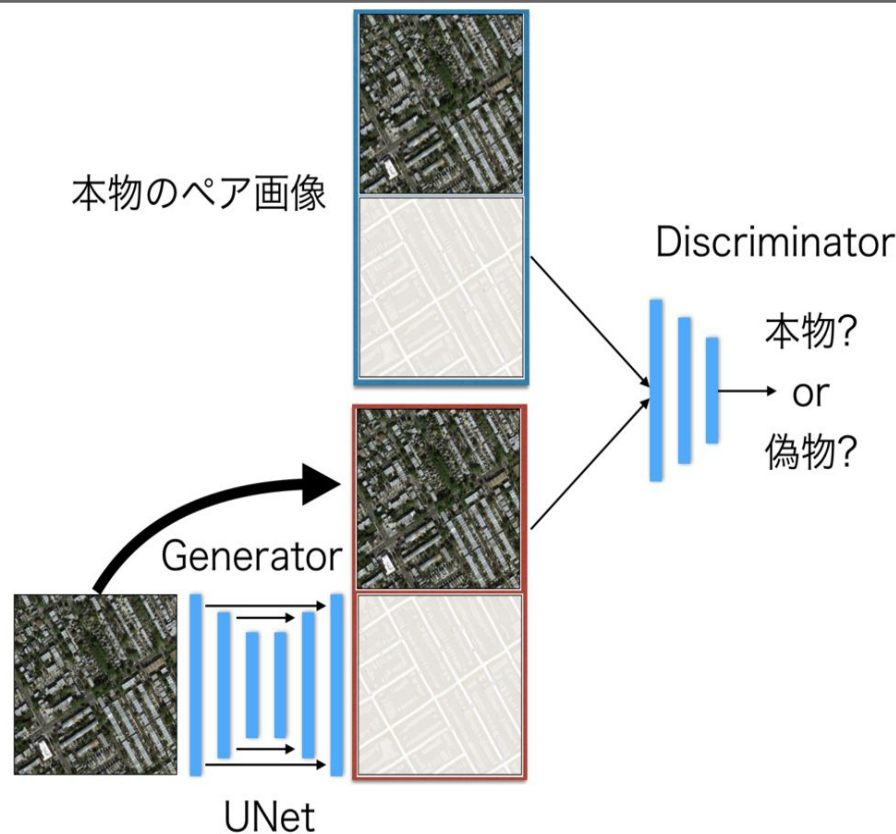 本物のペア画像
Discriminator
本物?
or
偽物?
Generator
UNet